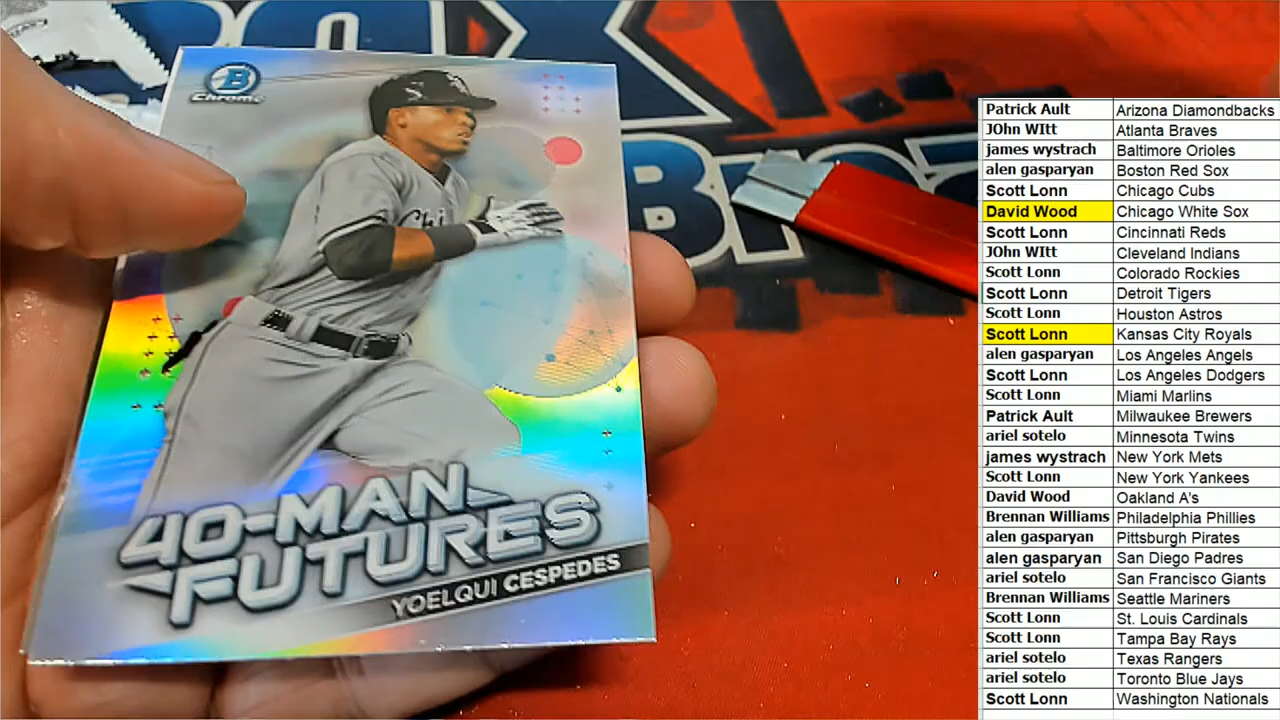 B
Chrome
Chi
40-MAN
FUTURES
YOELQUI CESPEDES
Patrick Ault Arizona Diamondbacks
JOhn WItt Atlanta Braves
james wystrach Baltimore Orioles
alen gasparyan Boston Red Sox
Scott Lonn Chicago Cubs
David Wood Chicago White Sox
Scott Lonn Cincinnati Reds
JOhn WItt Cleveland Indians
Scott Lonn Colorado Rockies
Scott Lonn Detroit Tigers
Scott Lonn Houston Astros
Scott Lonn Kansas City Royals
alen gasparyan Los Angeles Angels
Scott Lonn Los Angeles Dodgers
Scott Lonn Miami Marlins
Patrick Ault Milwaukee Brewers
ariel sotelo Minnesota Twins
james wystrach New York Mets
Scott Lonn New York Yankees
David Wood Oakland A's
Brennan Williams Philadelphia Phillies
alen gasparyan Pittsburgh Pirates
alen gasparyan San Diego Padres
ariel sotelo San Francisco Giants
Brennan Williams Seattle Mariners
Scott Lonn St. Louis Cardinals
Scott Lonn Tampa Bay Rays
ariel sotelo Texas Rangers
ariel sotelo Toronto Blue Jays
Scott Lonn Washington Nationals